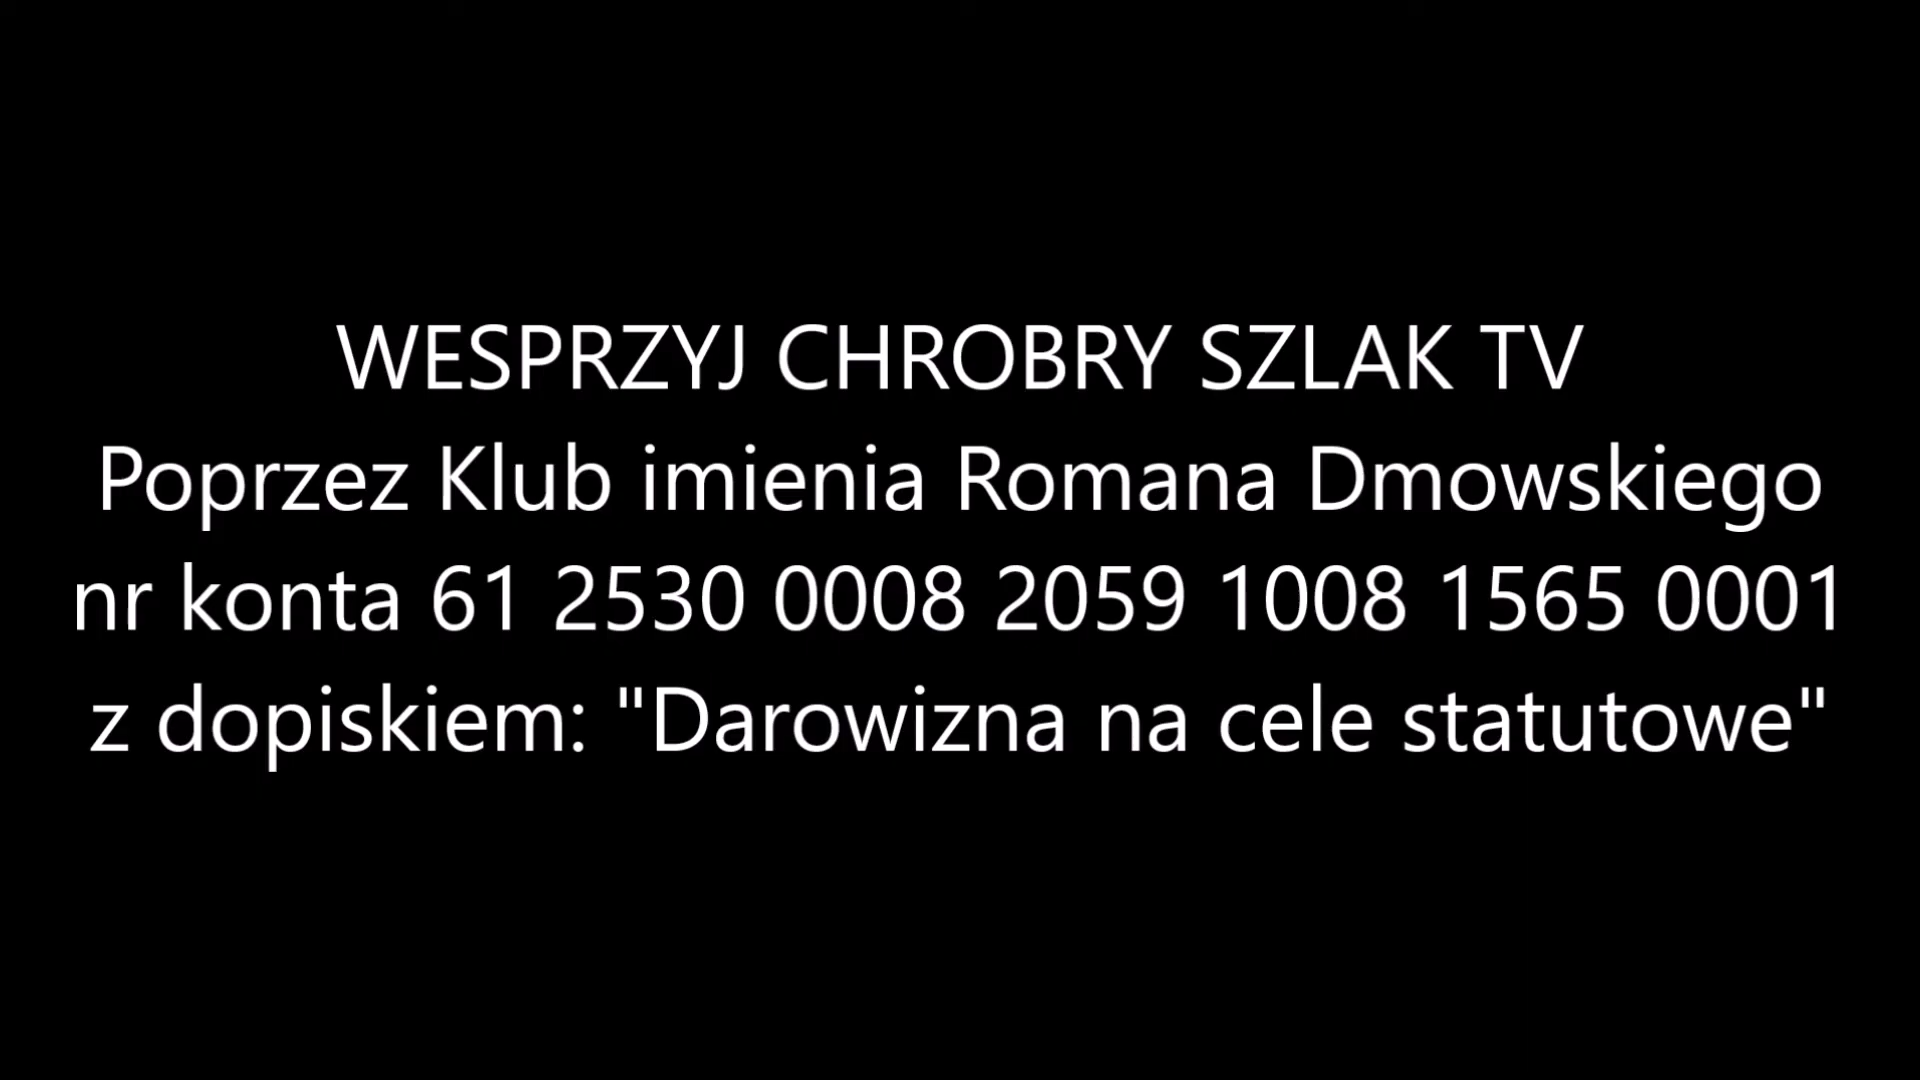 WESPRZYJ CHROBRY SZLAK TV
Poprzez Klub imienia Romana Dmowskiego
nr konta 61 2530 0008 2059 1008 1565 0001
z dopiskiem: "Darowizna na cele statutowe"